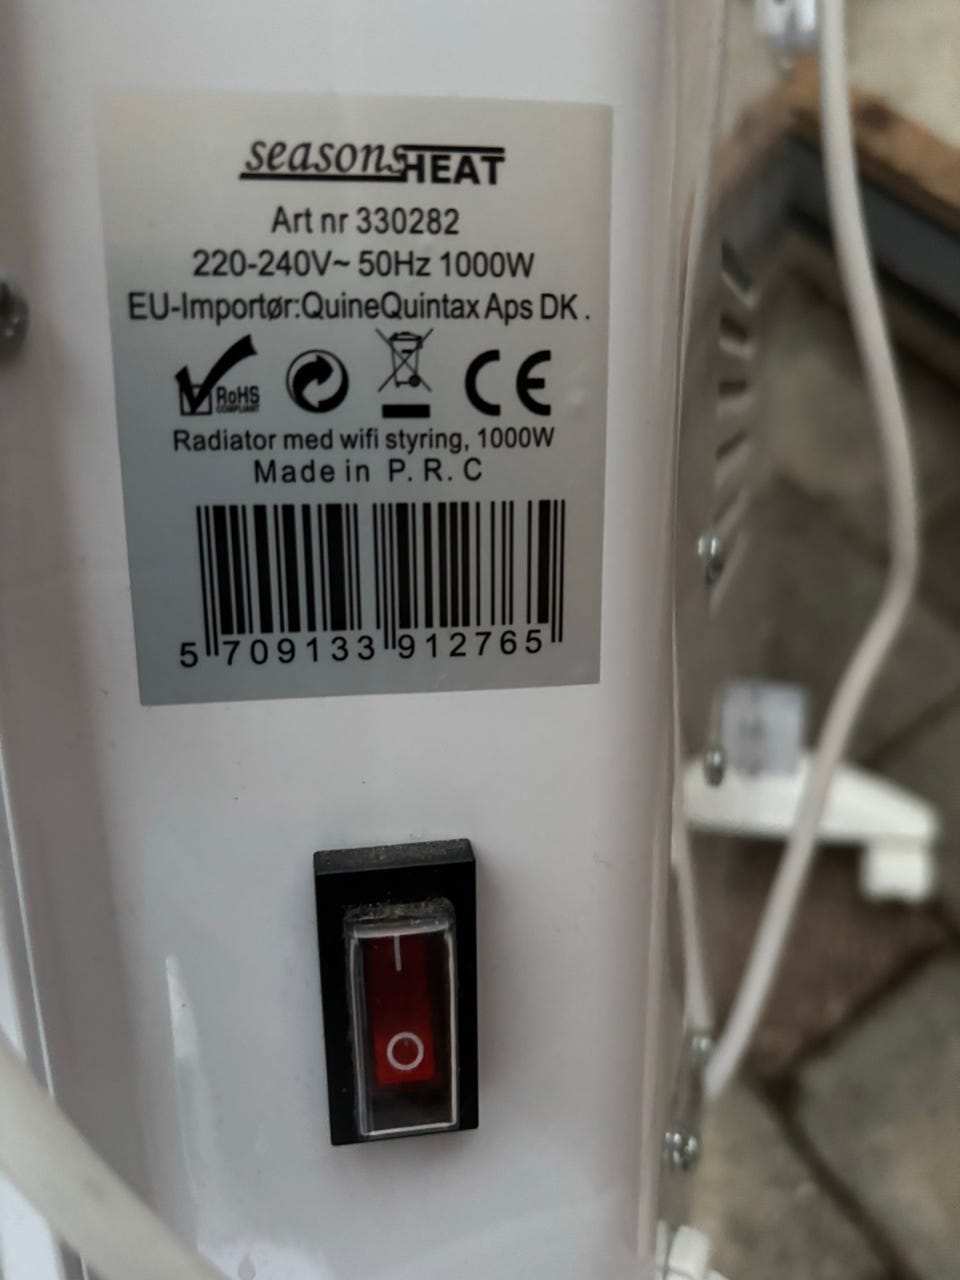 seasonsHEAT
Art nr 330282
220-240V~ 50Hz 1000W
EU-Importør:QuineQuintax Aps DK.
RoHS
COMPLIANT
CE
Radiator med wifi styring, 1000W
Made in P. R. C
5 709133 912765
I
O